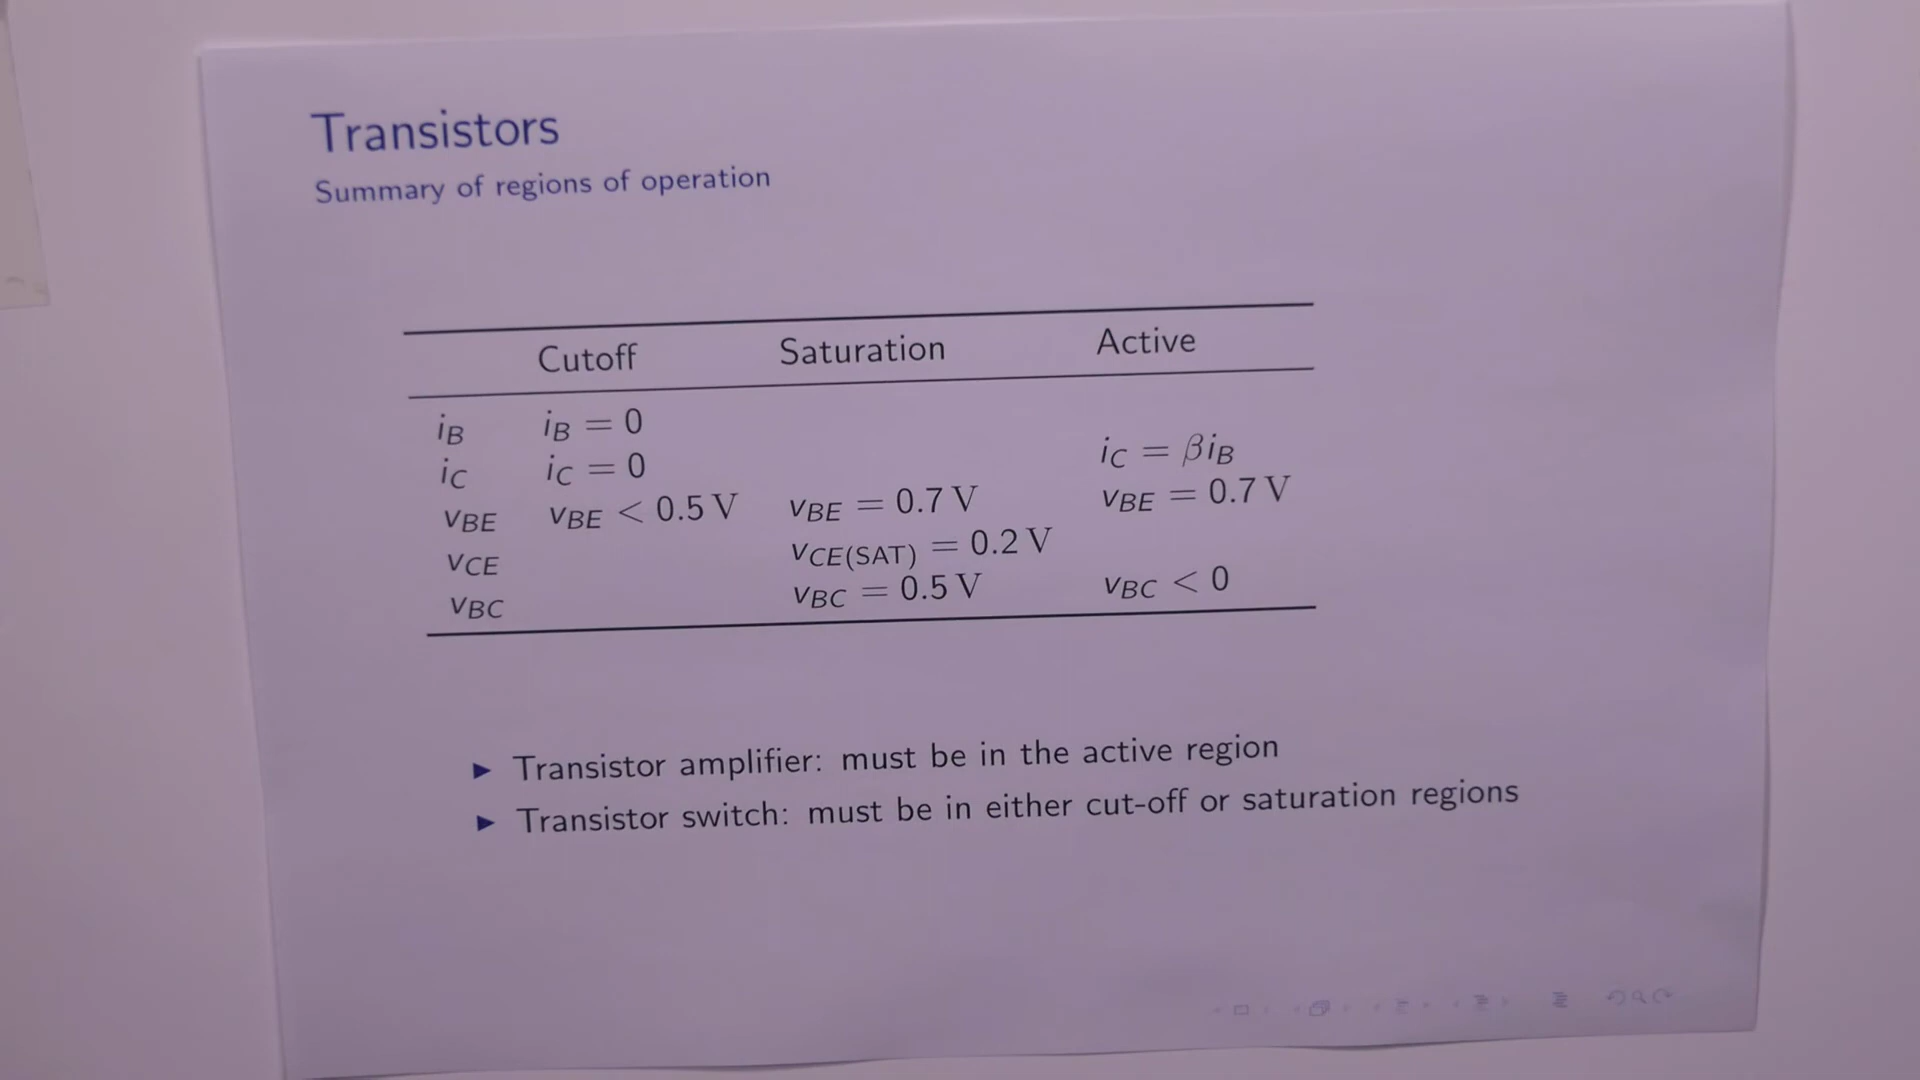 Transistors
Summary of regions of operation
Cutoff Saturation Active
iB iB = 0
iC iC = 0 iC = βiB
vBE vBE < 0.5 V vBE = 0.7 V vBE = 0.7 V
vCE vCE(SAT) = 0.2 V
vBC vBC = 0.5 V vBC < 0
▶ Transistor amplifier: must be in the active region
▶ Transistor switch: must be in either cut-off or saturation regions